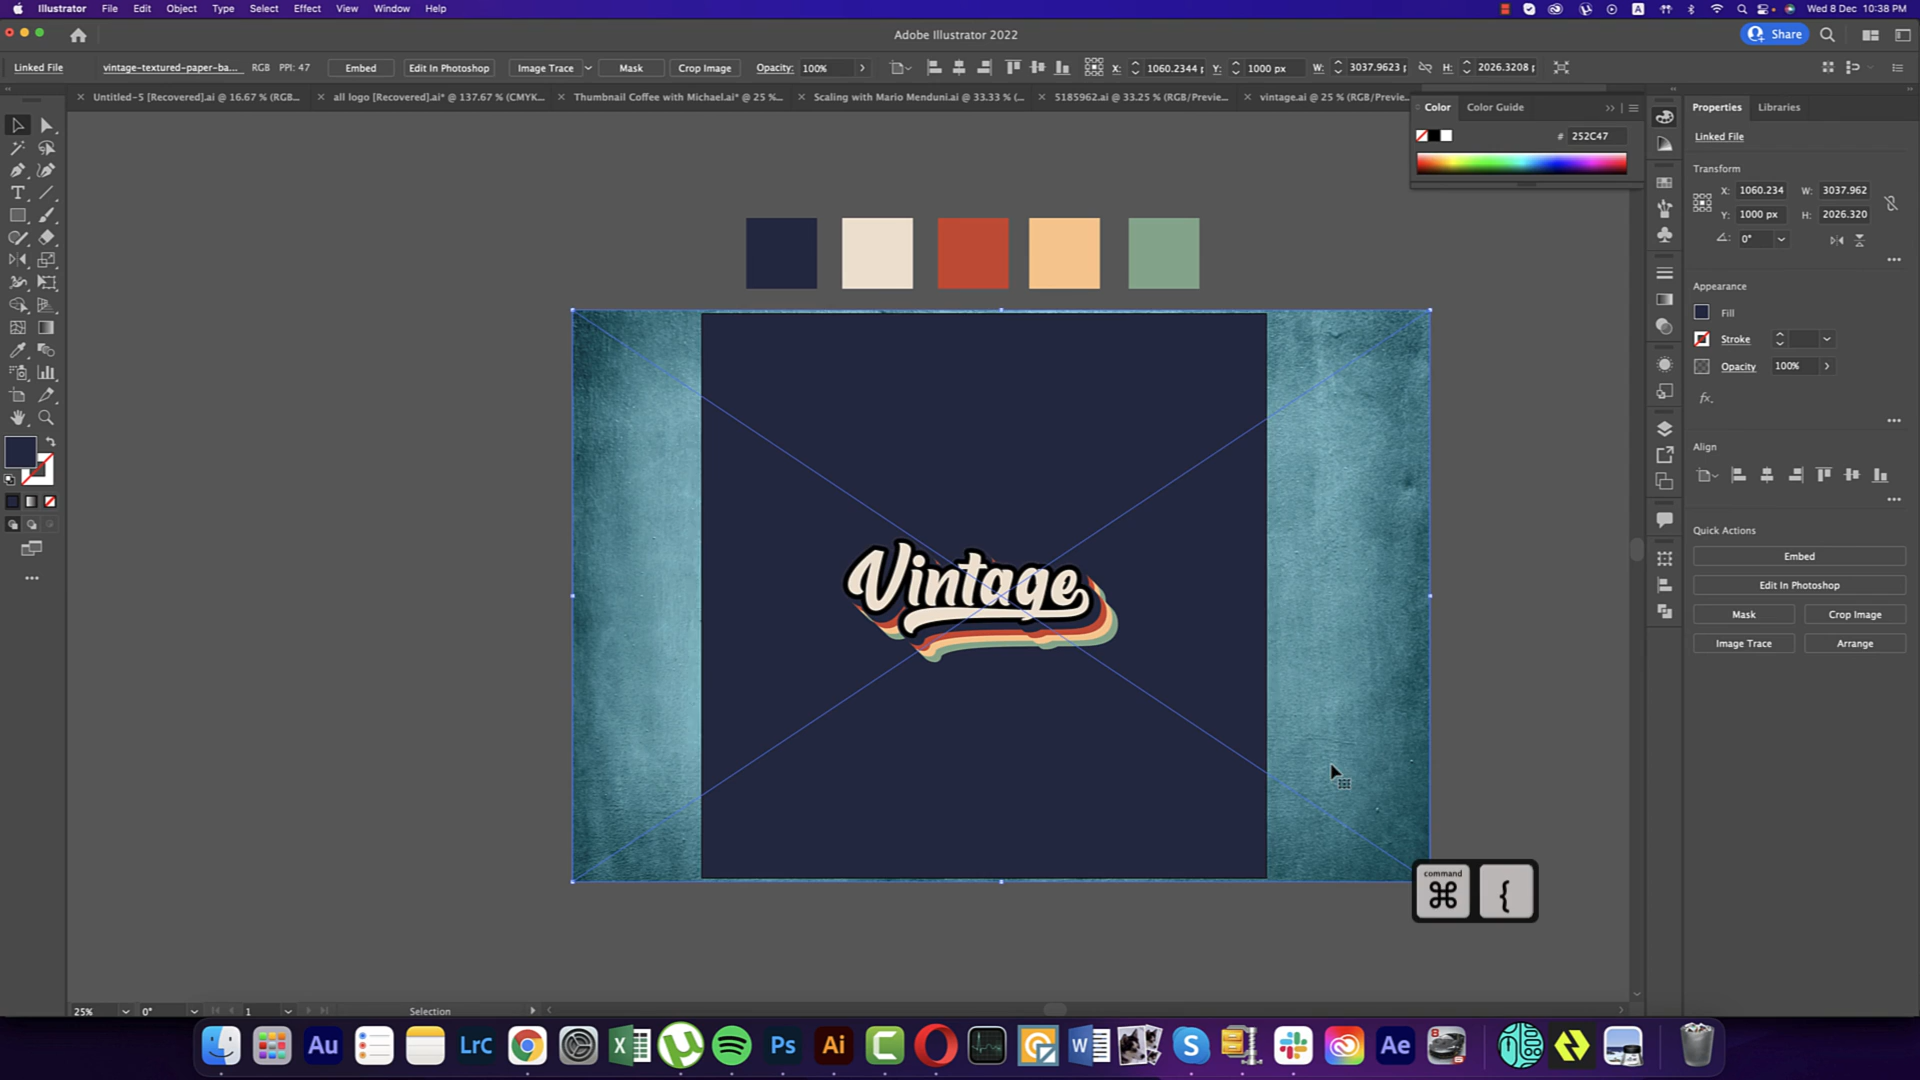 Illustrator File Edit Object Type Select Effect View Window Help
A Wed 8 Dec 10:38 PM
Adobe Illustrator 2022
Share
Linked File vintage-textured-paper-ba... RGB PPI: 47 Embed Edit In Photoshop Image Trace Mask Crop Image Opacity: 100% X: 1060.2344 Y: 1000 px W: 3037.9623 H: 2026.3208
Untitled-5 [Recovered].ai @ 16.67 % (RGB... all logo [Recovered].ai* @ 137.67 % (CMYK... Thumbnail Coffee with Michael.ai* @ 25 %... Scaling with Mario Menduni.ai @ 33.33 % (... 5185962.ai @ 33.25 % (RGB/Previe... vintage.ai @ 25 % (RGB/Previe...
Color Color Guide
# 252C47
Properties Libraries
Linked File
Transform
X: 1060.234 W: 3037.962
Y: 1000 px H: 2026.320
0°
Appearance
Fill
Stroke
Opacity 100%
fx.
Align
Quick Actions
Embed
Edit In Photoshop
Mask Crop Image
Image Trace Arrange
Vintage
command
⌘ {
25% 0° 1 Selection
Au LrC W Ps Ai C S Ae